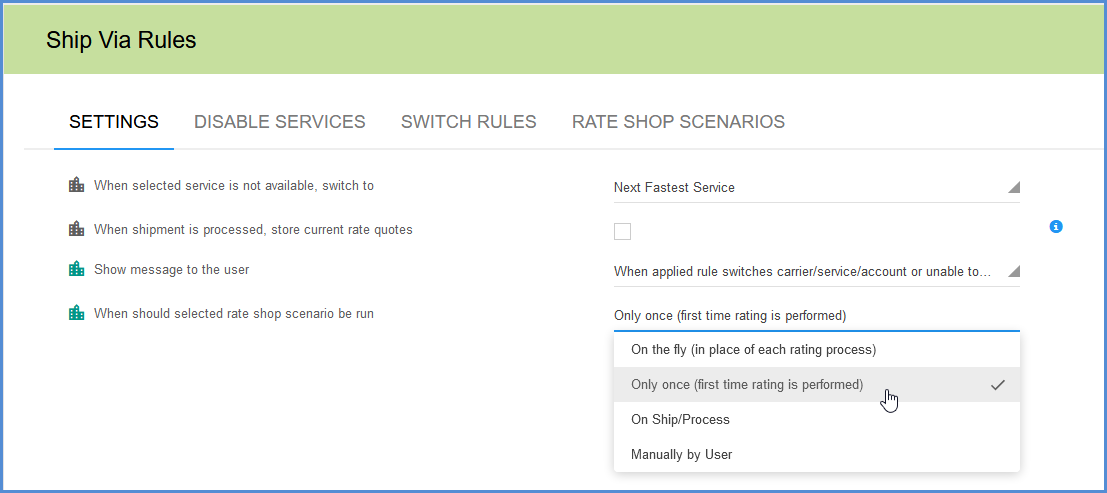 Ship Via Rules
SETTINGS DISABLE SERVICES SWITCH RULES RATE SHOP SCENARIOS
When selected service is not available, switch to Next Fastest Service
When shipment is processed, store current rate quotes
Show message to the user When applied rule switches carrier/service/account or unable to...
When should selected rate shop scenario be run Only once (first time rating is performed)
On the fly (in place of each rating process)
Only once (first time rating is performed)
On Ship/Process
Manually by User